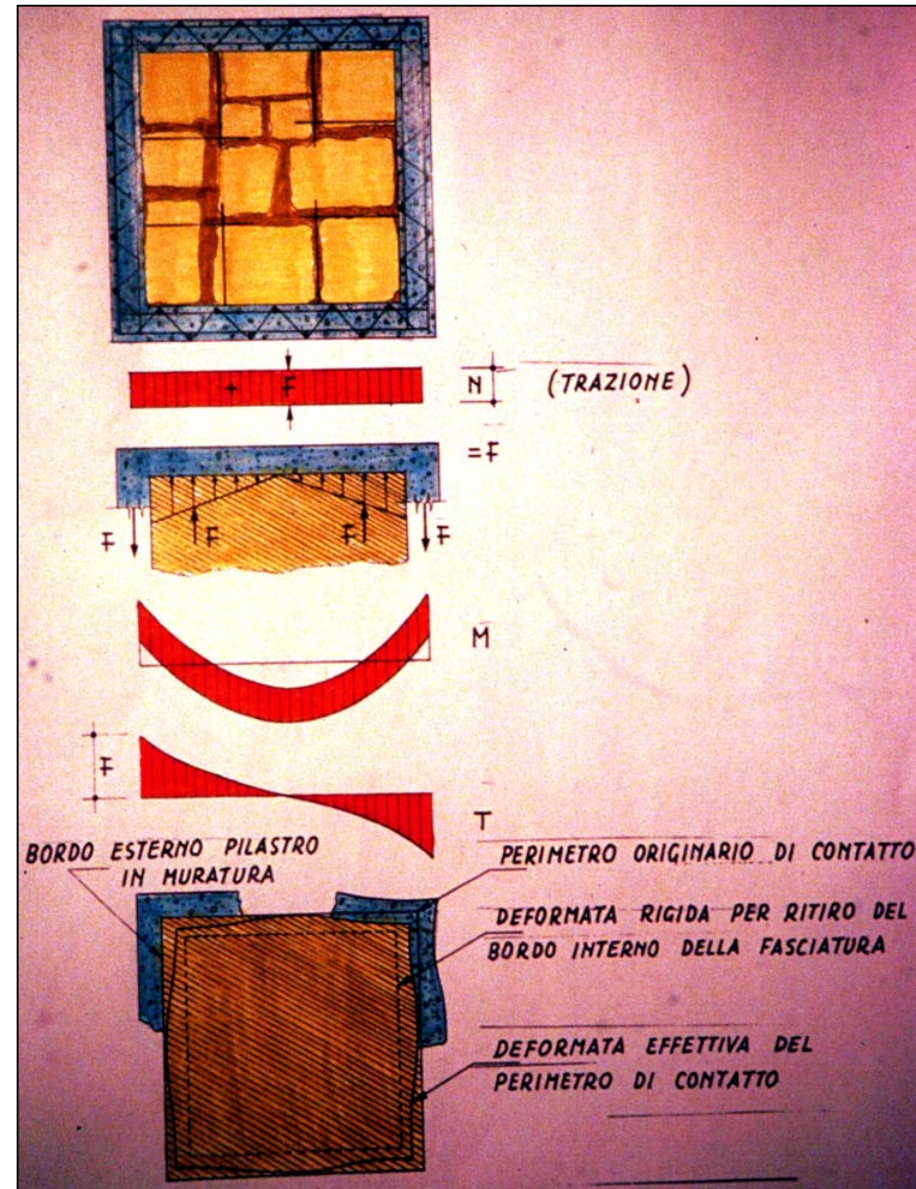 + F
N
(TRAZIONE)
=F
F
F
F
F
M
F
T
BORDO ESTERNO PILASTRO
IN MURATURA
PERIMETRO ORIGINARIO DI CONTATTO
DEFORMATA RIGIDA PER RITIRO DEL
BORDO INTERNO DELLA FASCIATURA
DEFORMATA EFFETTIVA DEL
PERIMETRO DI CONTATTO